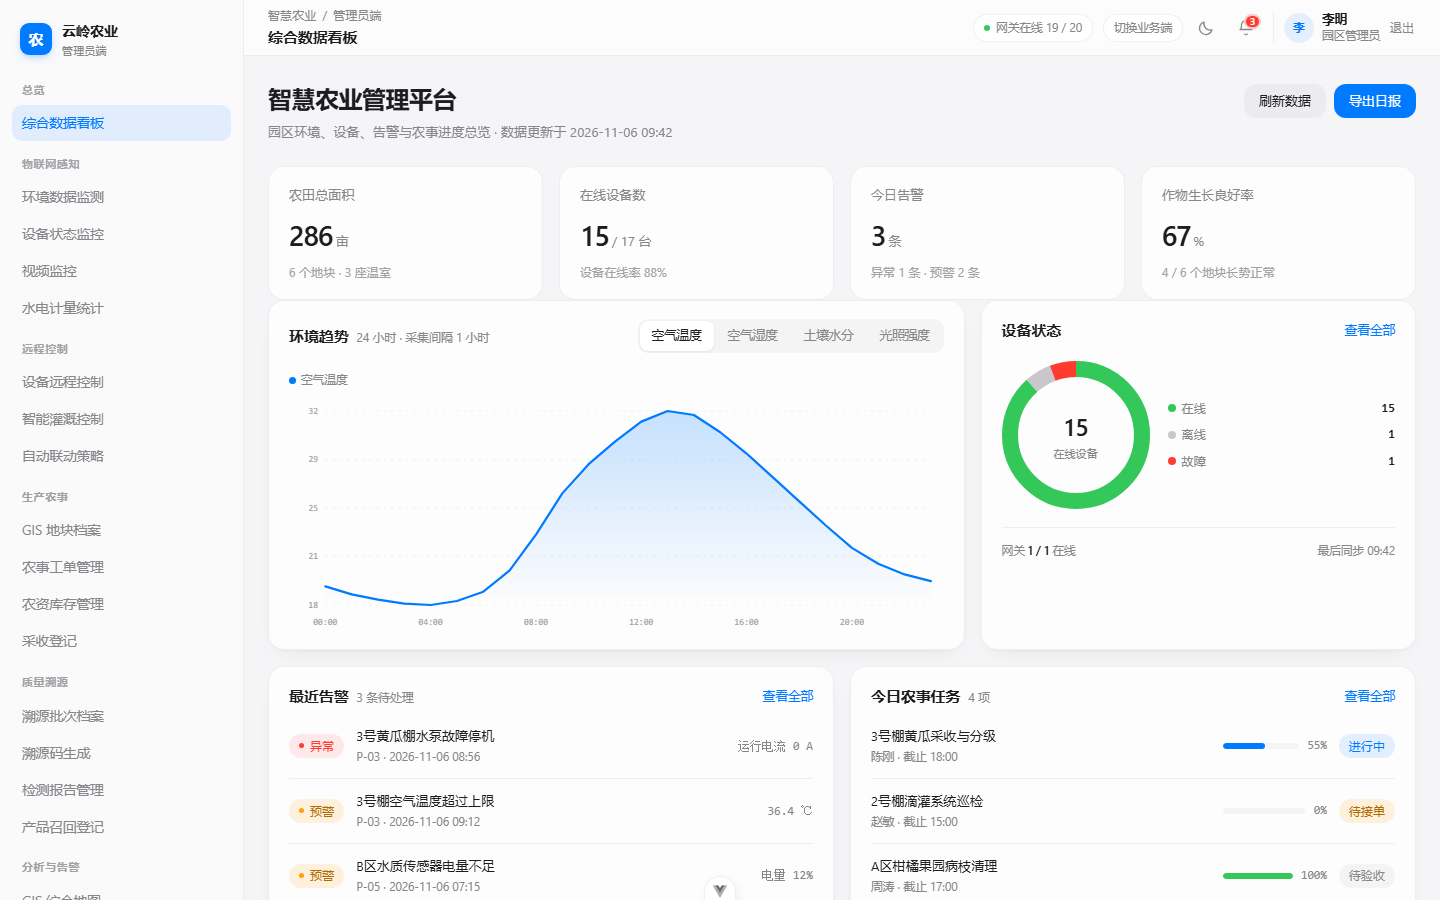 农
云岭农业
管理员端
总览
综合数据看板
物联网感知
环境数据监测
设备状态监控
视频监控
水电计量统计
远程控制
设备远程控制
智能灌溉控制
自动联动策略
生产农事
GIS 地块档案
农事工单管理
农资库存管理
采收登记
质量溯源
溯源批次档案
溯源码生成
检测报告管理
产品召回登记
分析与告警
GIS 综合地图
智慧农业 / 管理员端
综合数据看板
网关在线 19 / 20
切换业务端
3
李
李明
园区管理员
退出
智慧农业管理平台
园区环境、设备、告警与农事进度总览 · 数据更新于 2026-11-06 09:42
刷新数据
导出日报
农田总面积
286 亩
6 个地块 · 3 座温室
在线设备数
15 / 17 台
设备在线率 88%
今日告警
3 条
异常 1 条 · 预警 2 条
作物生长良好率
67 %
4 / 6 个地块长势正常
环境趋势 24 小时 · 采集间隔 1 小时
空气温度 空气湿度 土壤水分 光照强度
空气温度
32
29
25
21
18
00:00 04:00 08:00 12:00 16:00 20:00
设备状态
查看全部
15
在线设备
在线 15
离线 1
故障 1
网关 1 / 1 在线
最后同步 09:42
最近告警 3 条待处理
查看全部
异常
3号黄瓜棚水泵故障停机
P-03 · 2026-11-06 08:56
运行电流 0 A
预警
3号棚空气温度超过上限
P-03 · 2026-11-06 09:12
36.4 ℃
预警
B区水质传感器电量不足
P-05 · 2026-11-06 07:15
电量 12%
今日农事任务 4 项
查看全部
3号棚黄瓜采收与分级
陈刚 · 截止 18:00
55%
进行中
2号棚滴灌系统巡检
赵敏 · 截止 15:00
0%
待接单
A区柑橘果园病枝清理
周涛 · 截止 17:00
100%
待验收